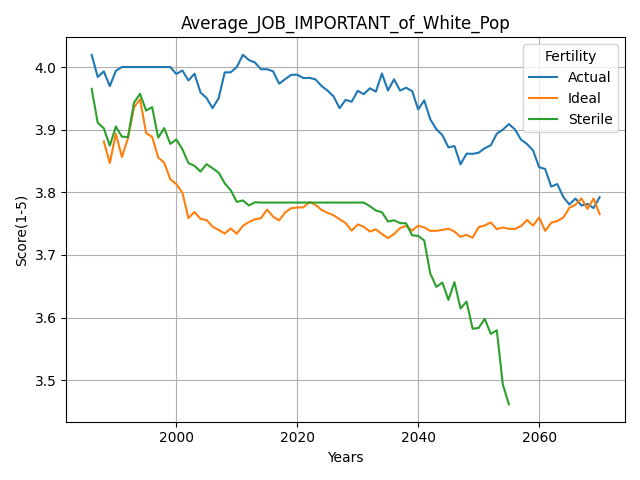 Average_JOB_IMPORTANT_of_White_Pop
Fertility
Actual
Ideal
Sterile
Score(1-5)
4.0
3.9
3.8
3.7
3.6
3.5
2000 2020 2040 2060
Years